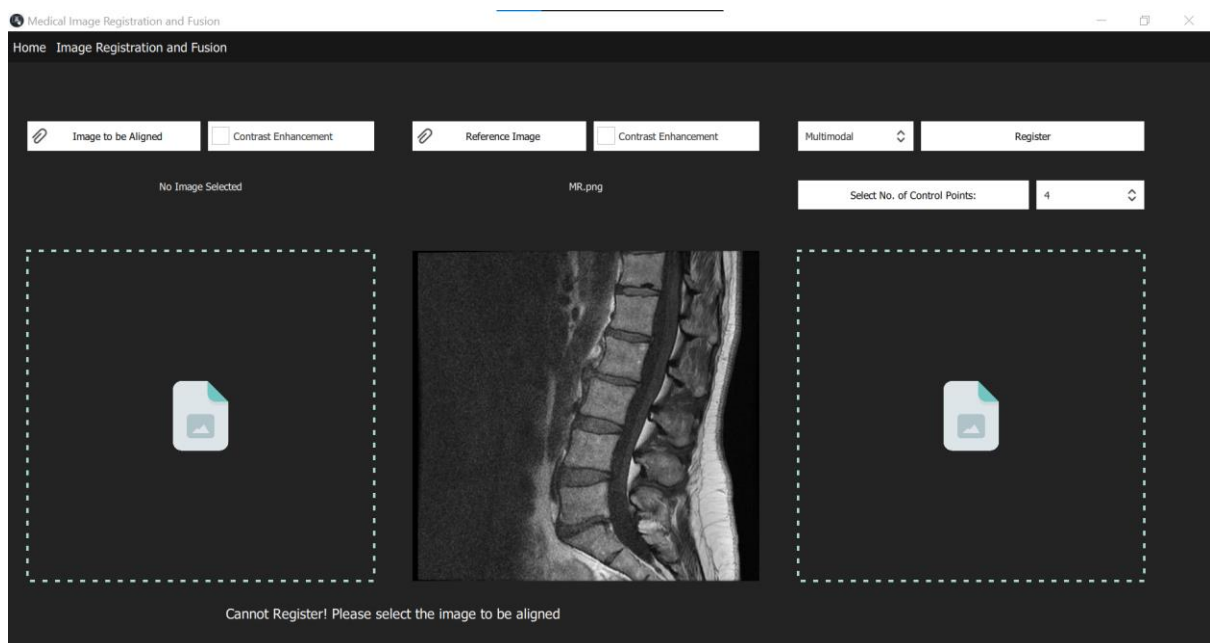 Medical Image Registration and Fusion
Home Image Registration and Fusion
Image to be Aligned
Contrast Enhancement
Reference Image
Contrast Enhancement
Multimodal
Register
No Image Selected
MR.png
Select No. of Control Points:
4
Cannot Register! Please select the image to be aligned